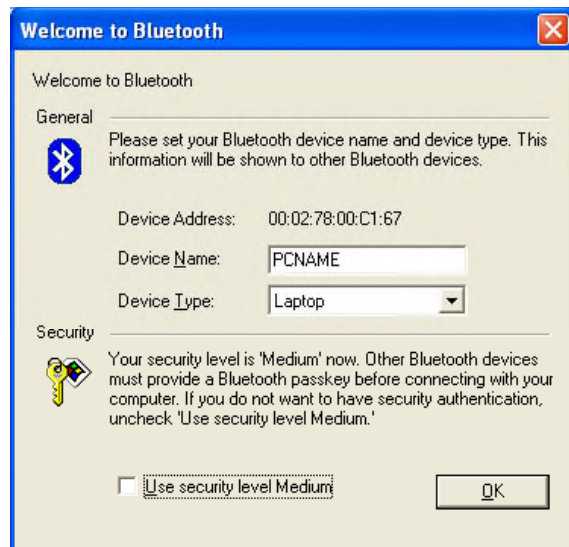 Welcome to Bluetooth
Welcome to Bluetooth
General
Please set your Bluetooth device name and device type. This
information will be shown to other Bluetooth devices.
Device Address: 00:02:78:00:C1:67
Device Name: PCNAME
Device Type: Laptop
Security
Your security level is 'Medium' now. Other Bluetooth devices
must provide a Bluetooth passkey before connecting with your
computer. If you do not want to have security authentication,
uncheck 'Use security level Medium.'
Use security level Medium
OK